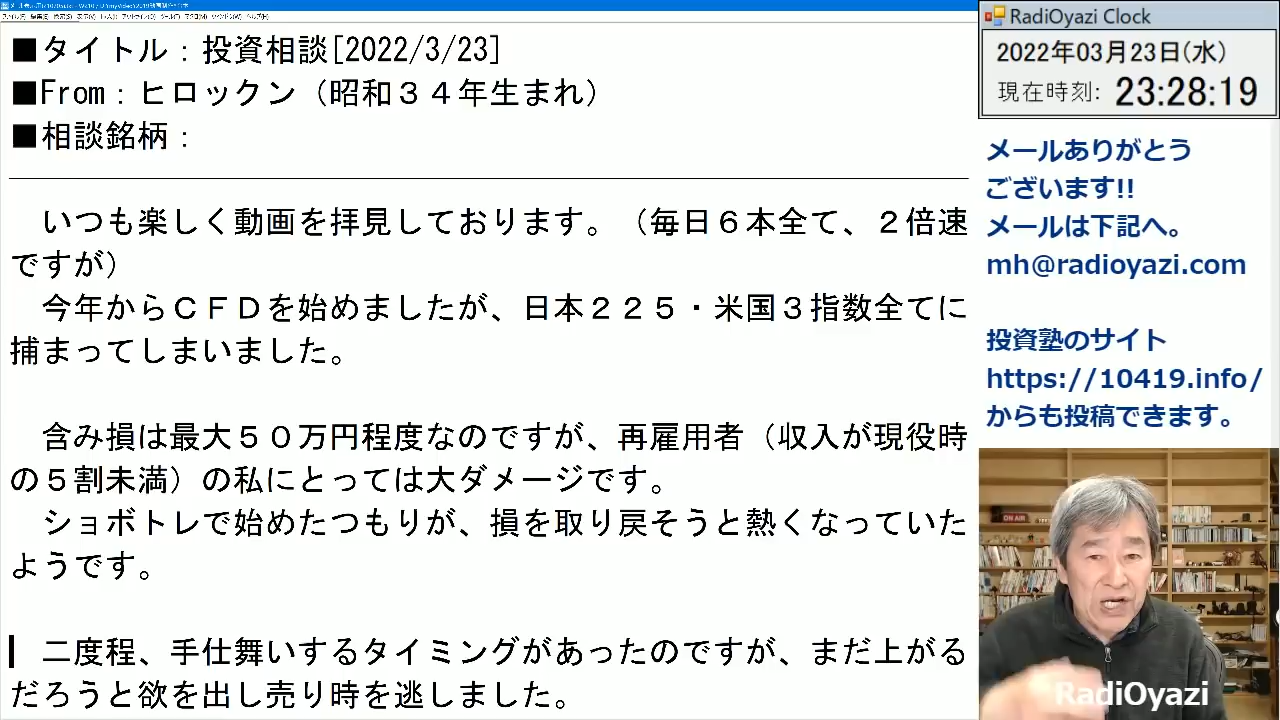 ■タイトル：投資相談[2022/3/23]
■From：ヒロックン（昭和３４年生まれ）
■相談銘柄：
　いつも楽しく動画を拝見しております。（毎日６本全て、２倍速
ですが）
　今年からＣＦＤを始めましたが、日本２２５・米国３指数全てに
捕まってしまいました。
　含み損は最大５０万円程度なのですが、再雇用者（収入が現役時
の５割未満）の私にとっては大ダメージです。
　ショボトレで始めたつもりが、損を取り戻そうと熱くなっていた
ようです。
　二度程、手仕舞いするタイミングがあったのですが、まだ上がる
だろうと欲を出し売り時を逃しました。
RadiOyazi Clock
2022年03月23日(水)
現在時刻: 23:28:19
メールありがとう
ございます!!
メールは下記へ。
mh@radioyazi.com
投資塾のサイト
https://10419.info/
からも投稿できます。
ON AIR
RadiOyazi